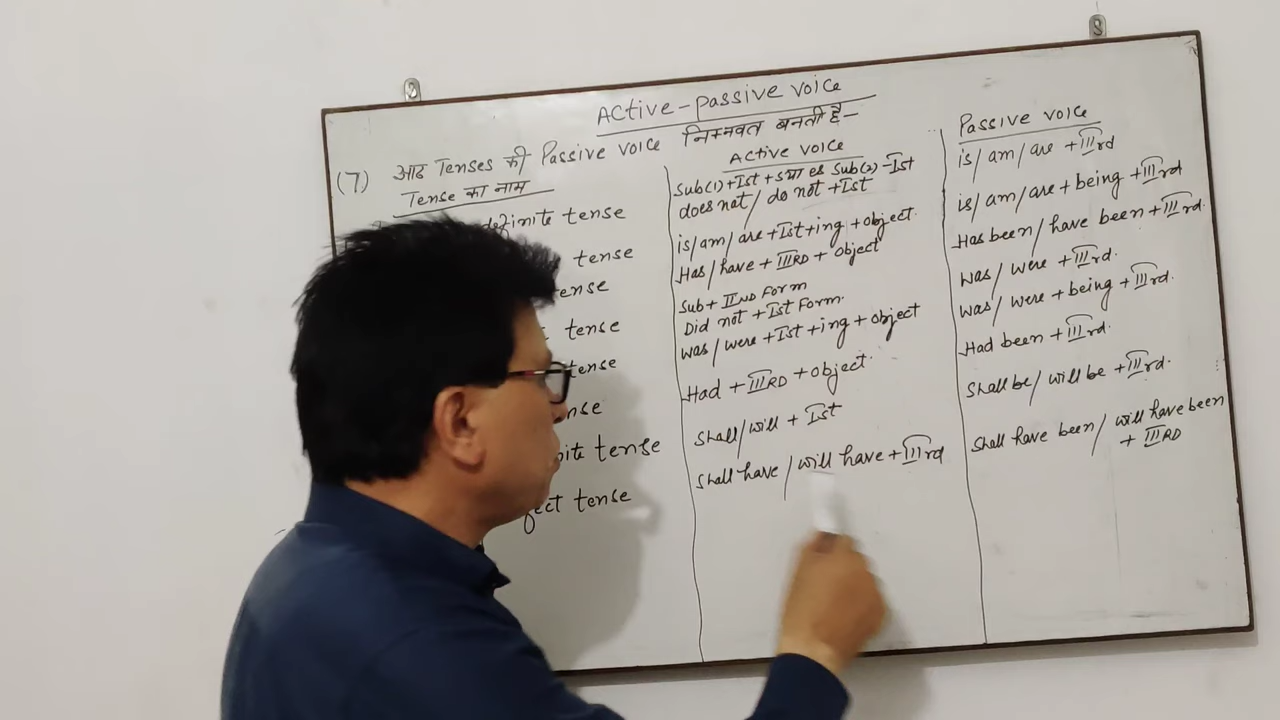 Active-passive voice
(7) आठ Tenses की Passive voice निम्नवत बनती है-
Tense का नाम
tense
tense
tense
tense
tense
tense
tense
Active voice
Sub(1)+Ist+s या es Sub(2)-Ist
does not/ do not +Ist
is/am/are+Ist+ing+object.
Has/have+IIIRD+object
Sub+IIND Form
Did not +Ist Form.
was/were+Ist+ing+object
Had+IIIRD+object.
Shall/will+Ist
Shall have/will have+IIIrd
Passive voice
is/am/are+IIIrd
is/am/are+being+IIIrd
Has been/have been+IIIrd.
was/were+IIIrd.
was/were+being+IIIrd.
Had been+IIIrd.
Shall be/will be+IIIrd.
Shall have been/will have been
+IIIRD